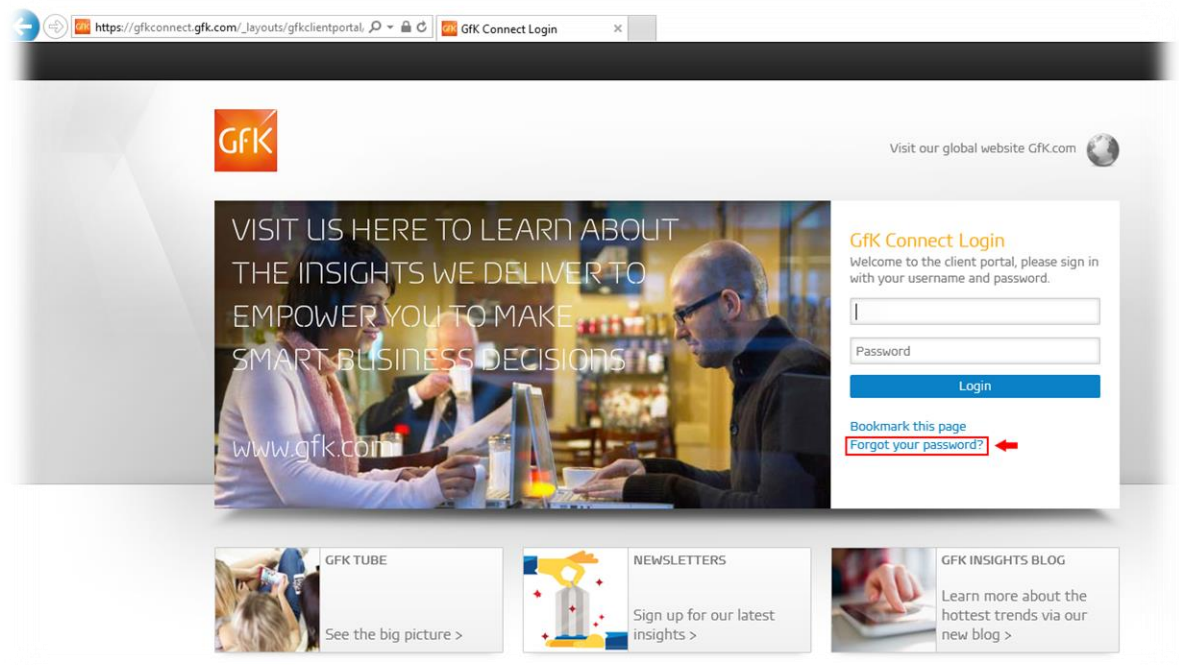 https://gfkconnect.gfk.com/_layouts/gfkclientportal,
GfK Connect Login
GfK
Visit our global website GfK.com
VISIT US HERE TO LEARN ABOUT
THE INSIGHTS WE DELIVER TO
EMPOWER YOU TO MAKE
SMART BUSINESS DECISIONS
www.gfk.com
GfK Connect Login
Welcome to the client portal, please sign in
with your username and password.
Password
Login
Bookmark this page
Forgot your password?
GFK TUBE
See the big picture >
NEWSLETTERS
Sign up for our latest
insights >
GFK INSIGHTS BLOG
Learn more about the
hottest trends via our
new blog >